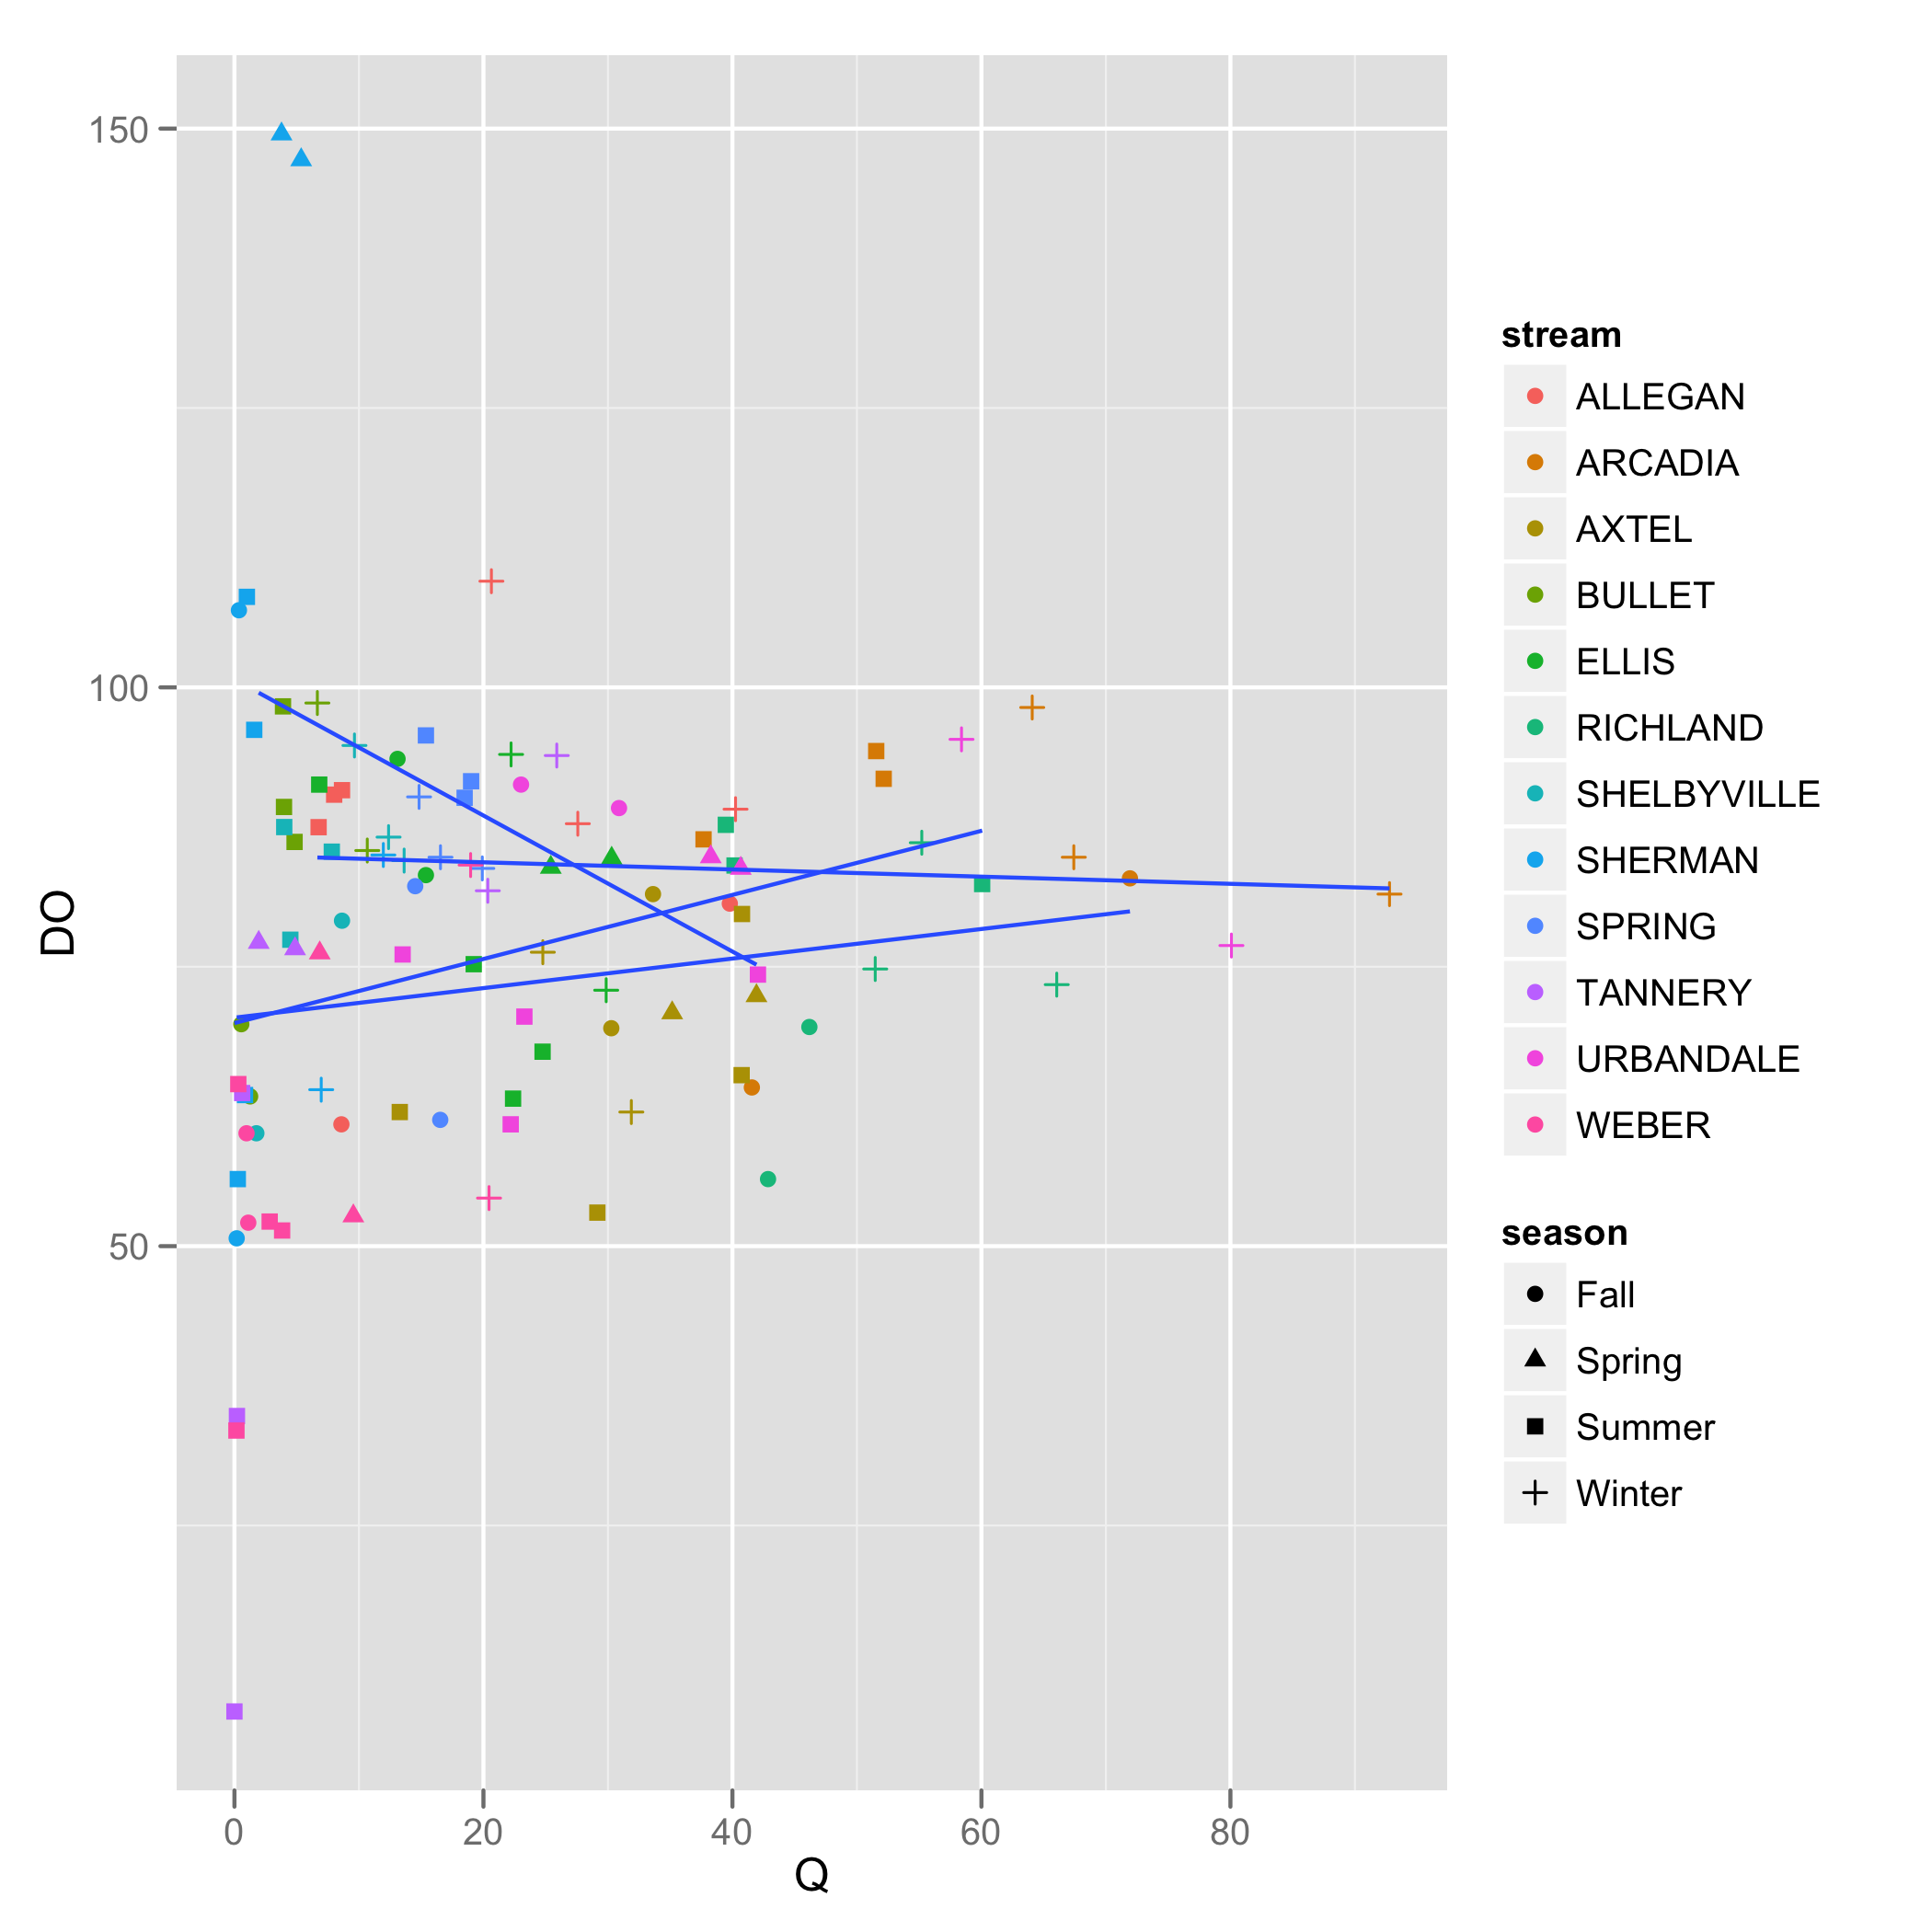 150
100
50
DO
0 20 40 60 80
Q
stream
ALLEGAN
ARCADIA
AXTEL
BULLET
ELLIS
RICHLAND
SHELBYVILLE
SHERMAN
SPRING
TANNERY
URBANDALE
WEBER
season
Fall
Spring
Summer
Winter